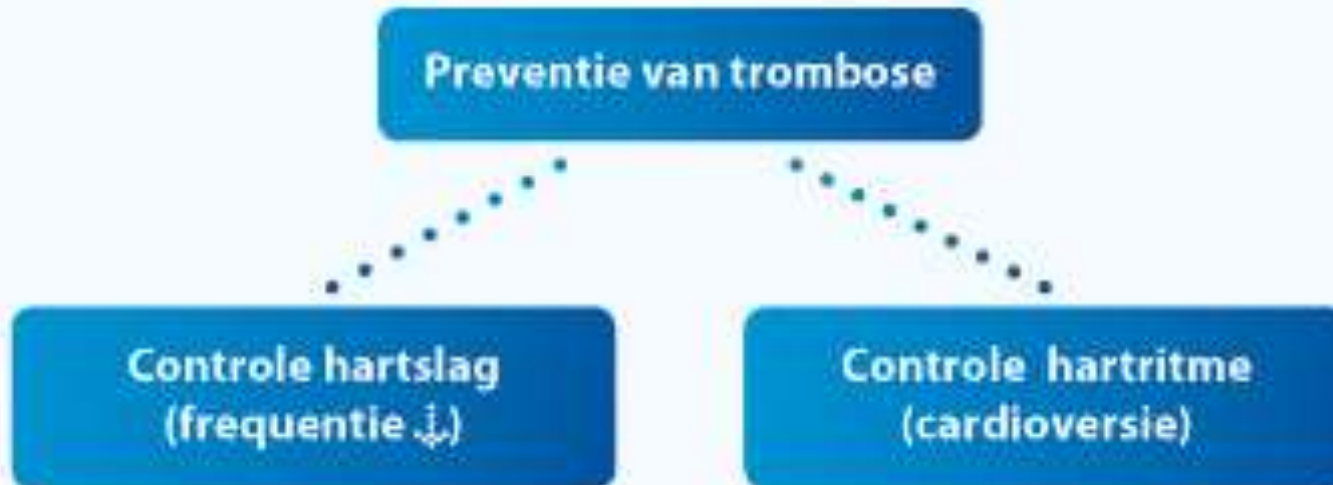 Preventie van trombose
Controle hartslag
(frequentie ↓)
Controle hartritme
(cardioversie)